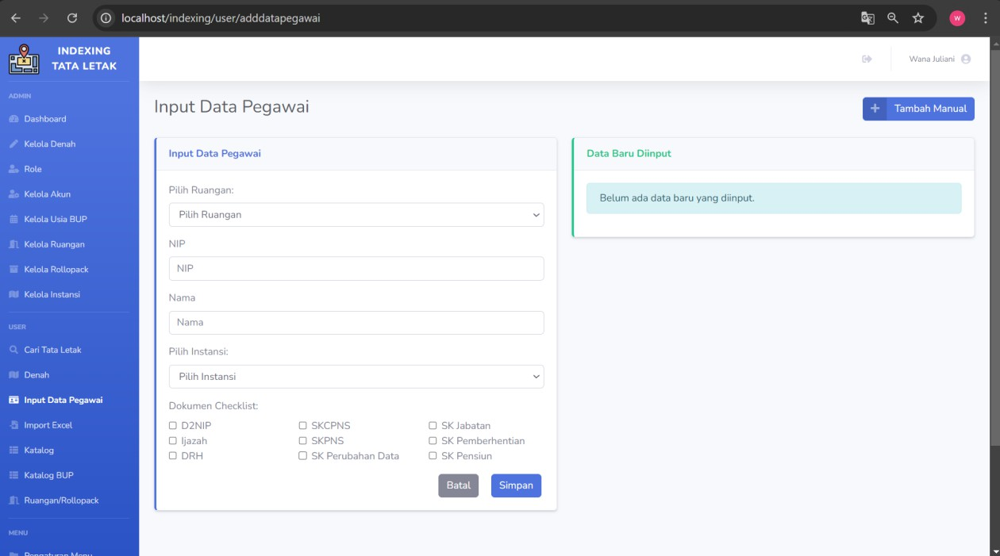 localhost/indexing/user/adddatapegawai
W
INDEXING
TATA LETAK
ADMIN
Dashboard
Kelola Denah
Role
Kelola Akun
Kelola Usia BUP
Kelola Ruangan
Kelola Rollopack
Kelola Instansi
USER
Cari Tata Letak
Denah
Input Data Pegawai
Import Excel
Katalog
Katalog BUP
Ruangan/Rollopack
MENU
Pengaturan Menu
Wana Juliani
Input Data Pegawai
Tambah Manual
Input Data Pegawai
Pilih Ruangan:
Pilih Ruangan
NIP
NIP
Nama
Nama
Pilih Instansi:
Pilih Instansi
Dokumen Checklist:
D2NIP SKCPNS SK Jabatan
Ijazah SKPNS SK Pemberhentian
DRH SK Perubahan Data SK Pensiun
Batal Simpan
Data Baru Diinput
Belum ada data baru yang diinput.